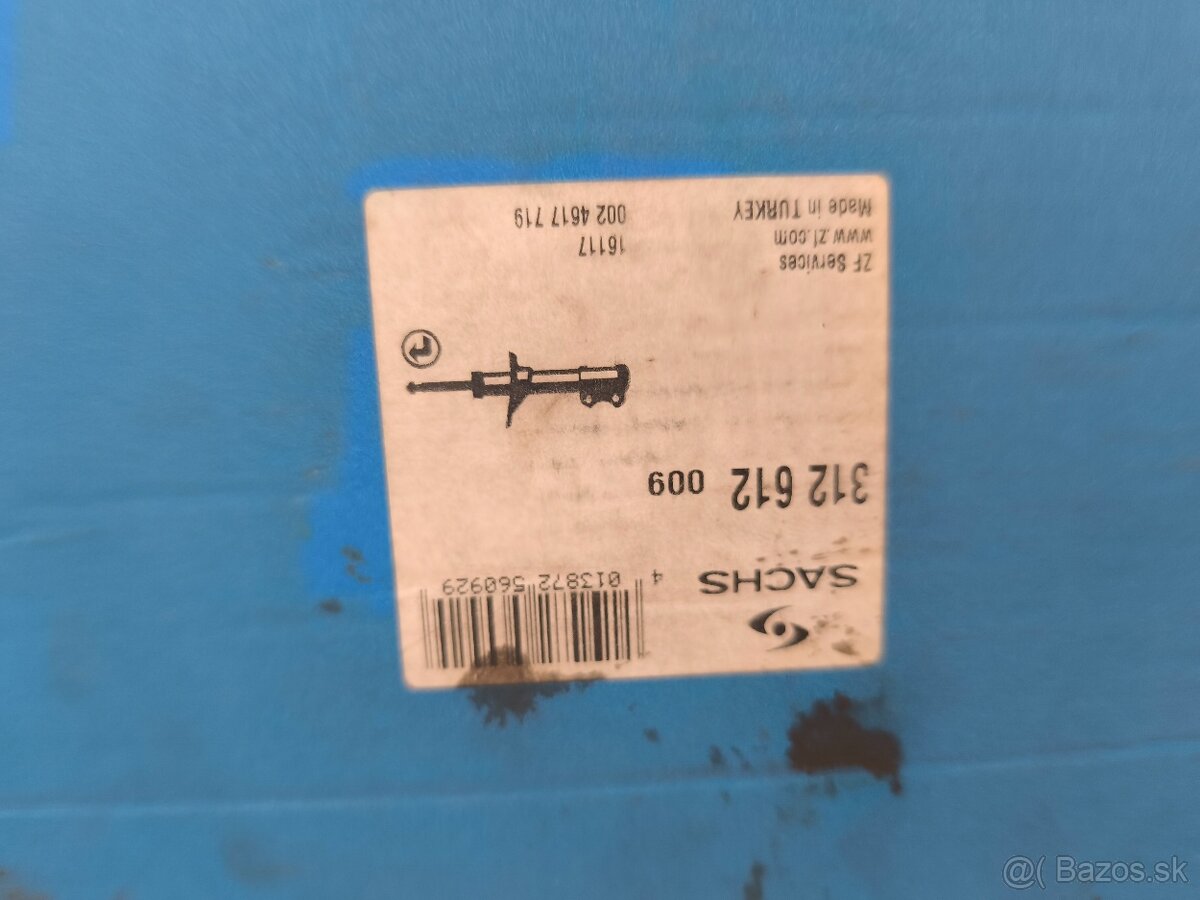 SACHS
4 013872 560929
312 612 009
ZF Services
www.zf.com
Made in TURKEY
16117
002 4617 719
@( Bazos.sk